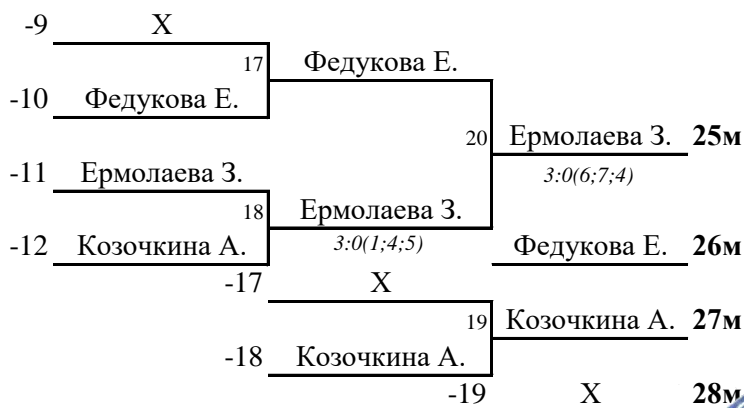 -9 X
17 Федукова Е.
-10 Федукова Е.
20 Ермолаева З. 25м
-11 Ермолаева З. 3:0(6;7;4)
18 Ермолаева З.
-12 Козочкина А. 3:0(1;4;5) Федукова Е. 26м
-17 X
19 Козочкина А. 27м
-18 Козочкина А.
-19 X 28м